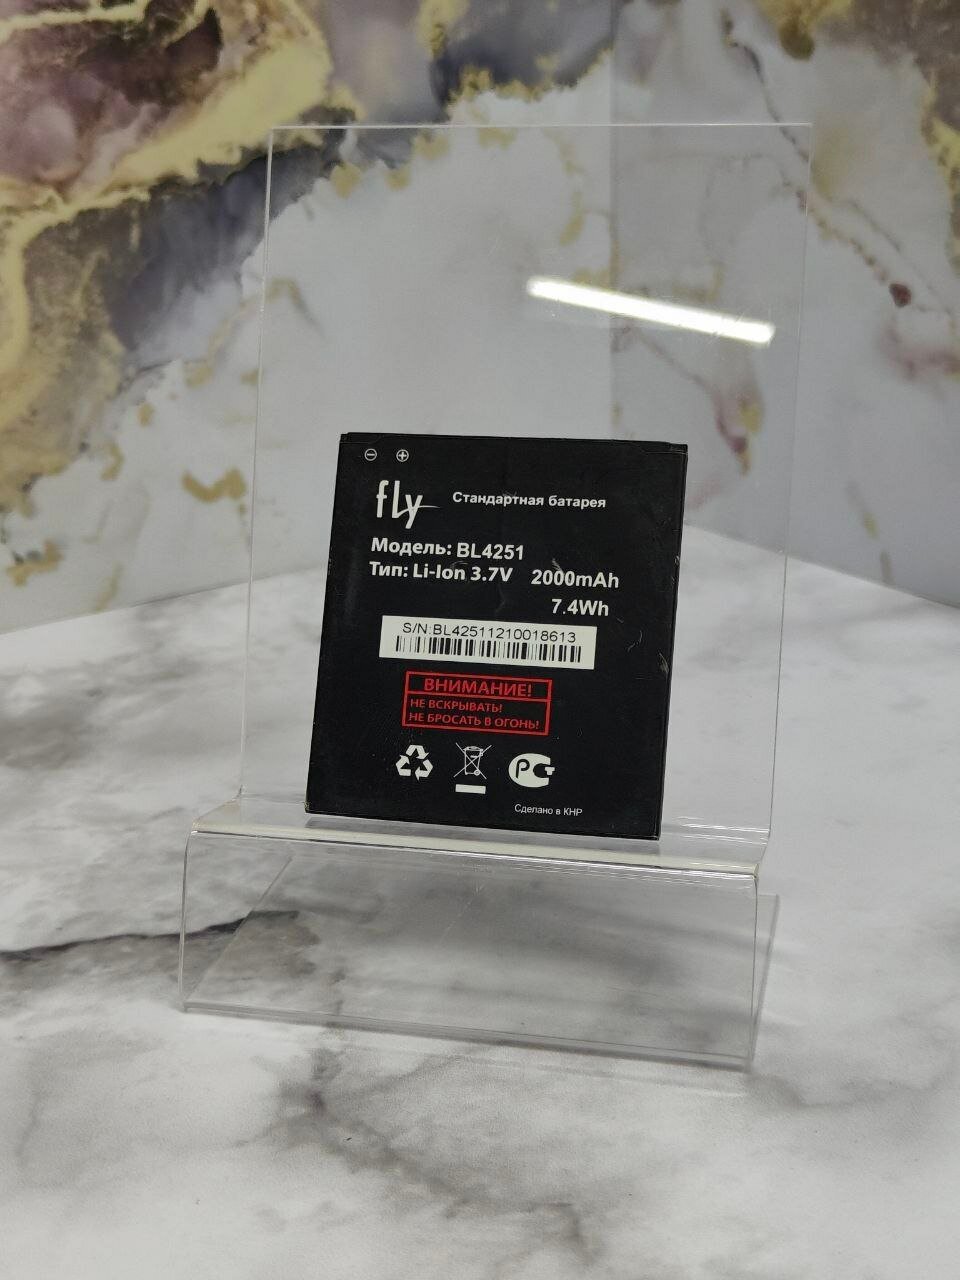 fly Стандартная батарея
Модель: BL4251
Тип: Li-Ion 3.7V 2000mAh
7.4Wh
S/N:BL42511210018613
ВНИМАНИЕ!
НЕ ВСКРЫВАТЬ!
НЕ БРОСАТЬ В ОГОНЬ!
Сделано в КНР